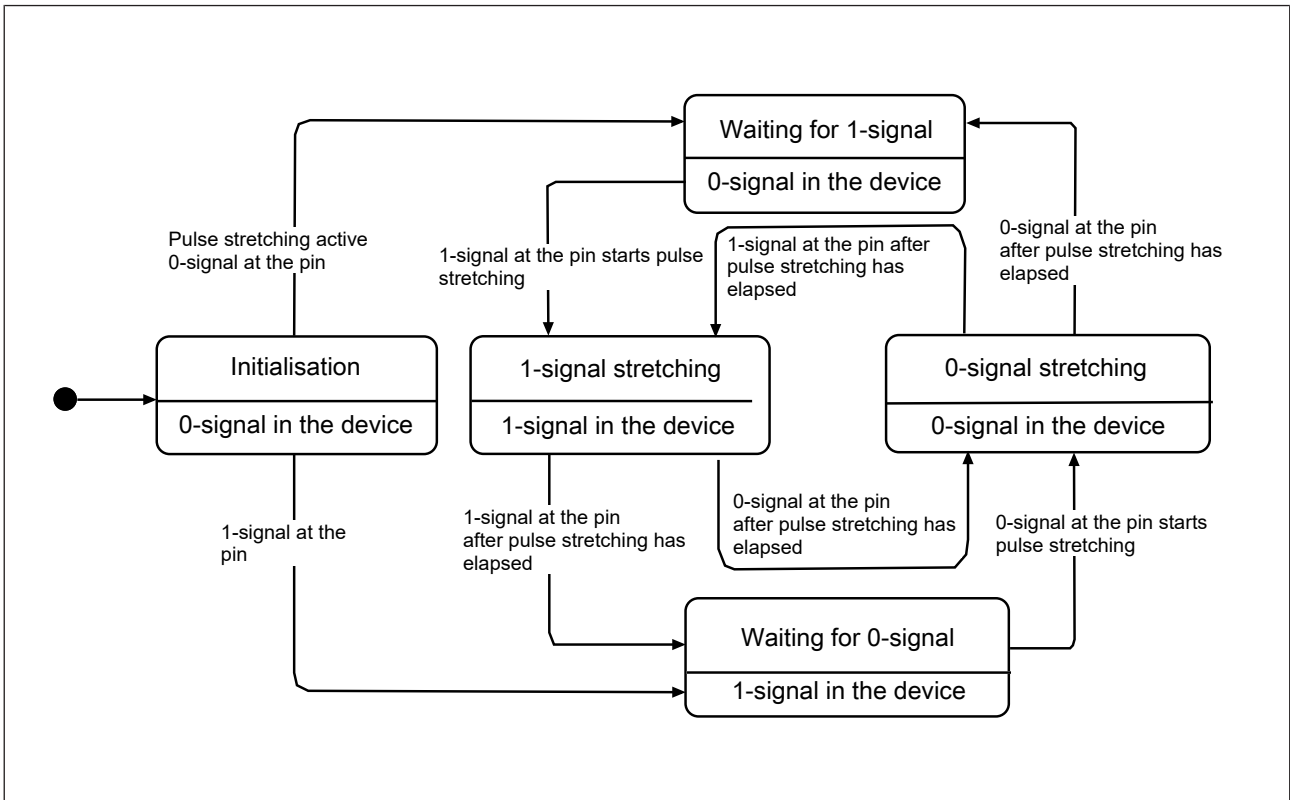 Waiting for 1-signal
0-signal in the device
Pulse stretching active
0-signal at the pin
1-signal at the pin starts pulse
stretching
1-signal at the pin after
pulse stretching has
elapsed
0-signal at the pin
after pulse stretching has
elapsed
Initialisation
0-signal in the device
1-signal stretching
1-signal in the device
0-signal stretching
0-signal in the device
1-signal at the
pin
1-signal at the pin
after pulse stretching has
elapsed
0-signal at the pin
after pulse stretching has
elapsed
0-signal at the pin starts
pulse stretching
Waiting for 0-signal
1-signal in the device